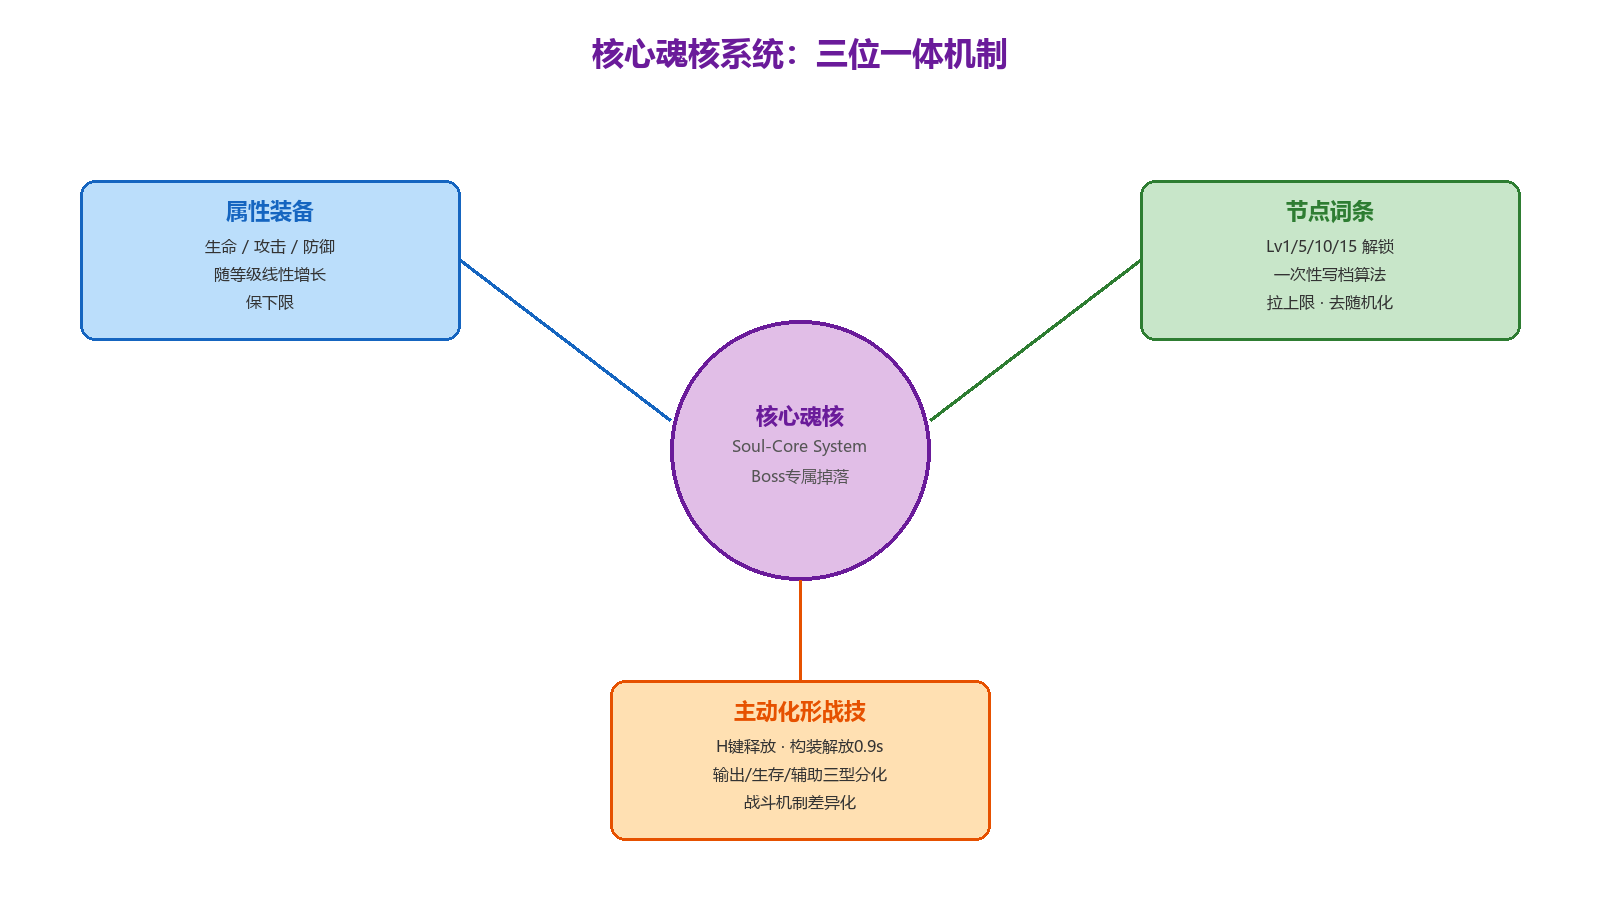 核心魂核系统：三位一体机制
属性装备
生命 / 攻击 / 防御
随等级线性增长
保下限
节点词条
Lv1/5/10/15 解锁
一次性写档算法
拉上限 · 去随机化
核心魂核
Soul-Core System
Boss专属掉落
主动化形战技
H键释放 · 构装解放0.9s
输出/生存/辅助三型分化
战斗机制差异化